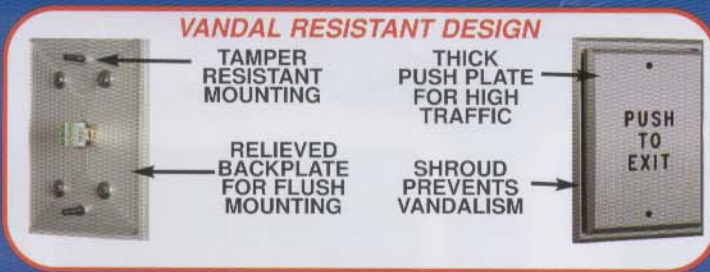 VANDAL RESISTANT DESIGN
TAMPER
RESISTANT
MOUNTING
RELIEVED
BACKPLATE
FOR FLUSH
MOUNTING
THICK
PUSH PLATE
FOR HIGH
TRAFFIC
SHROUD
PREVENTS
VANDALISM
PUSH
TO
EXIT